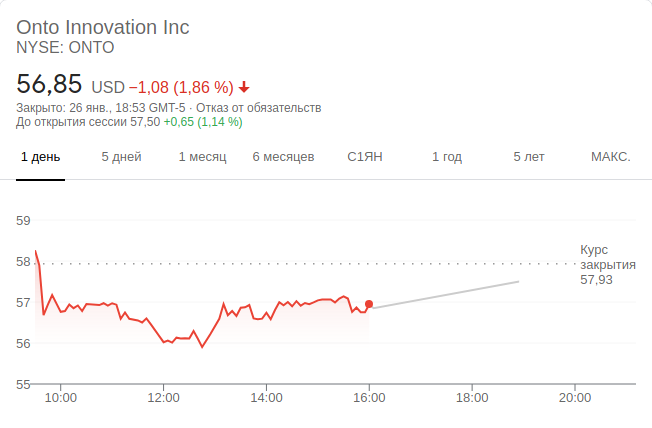 Onto Innovation Inc
NYSE: ONTO
56,85 USD −1,08 (1,86 %)
Закрыто: 26 янв., 18:53 GMT-5 · Отказ от обязательств
До открытия сессии 57,50 +0,65 (1,14 %)
1 день 5 дней 1 месяц 6 месяцев С1ЯН 1 год 5 лет МАКС.
59
58
57
56
55
Курс
закрытия
57,93
10:00 12:00 14:00 16:00 18:00 20:00